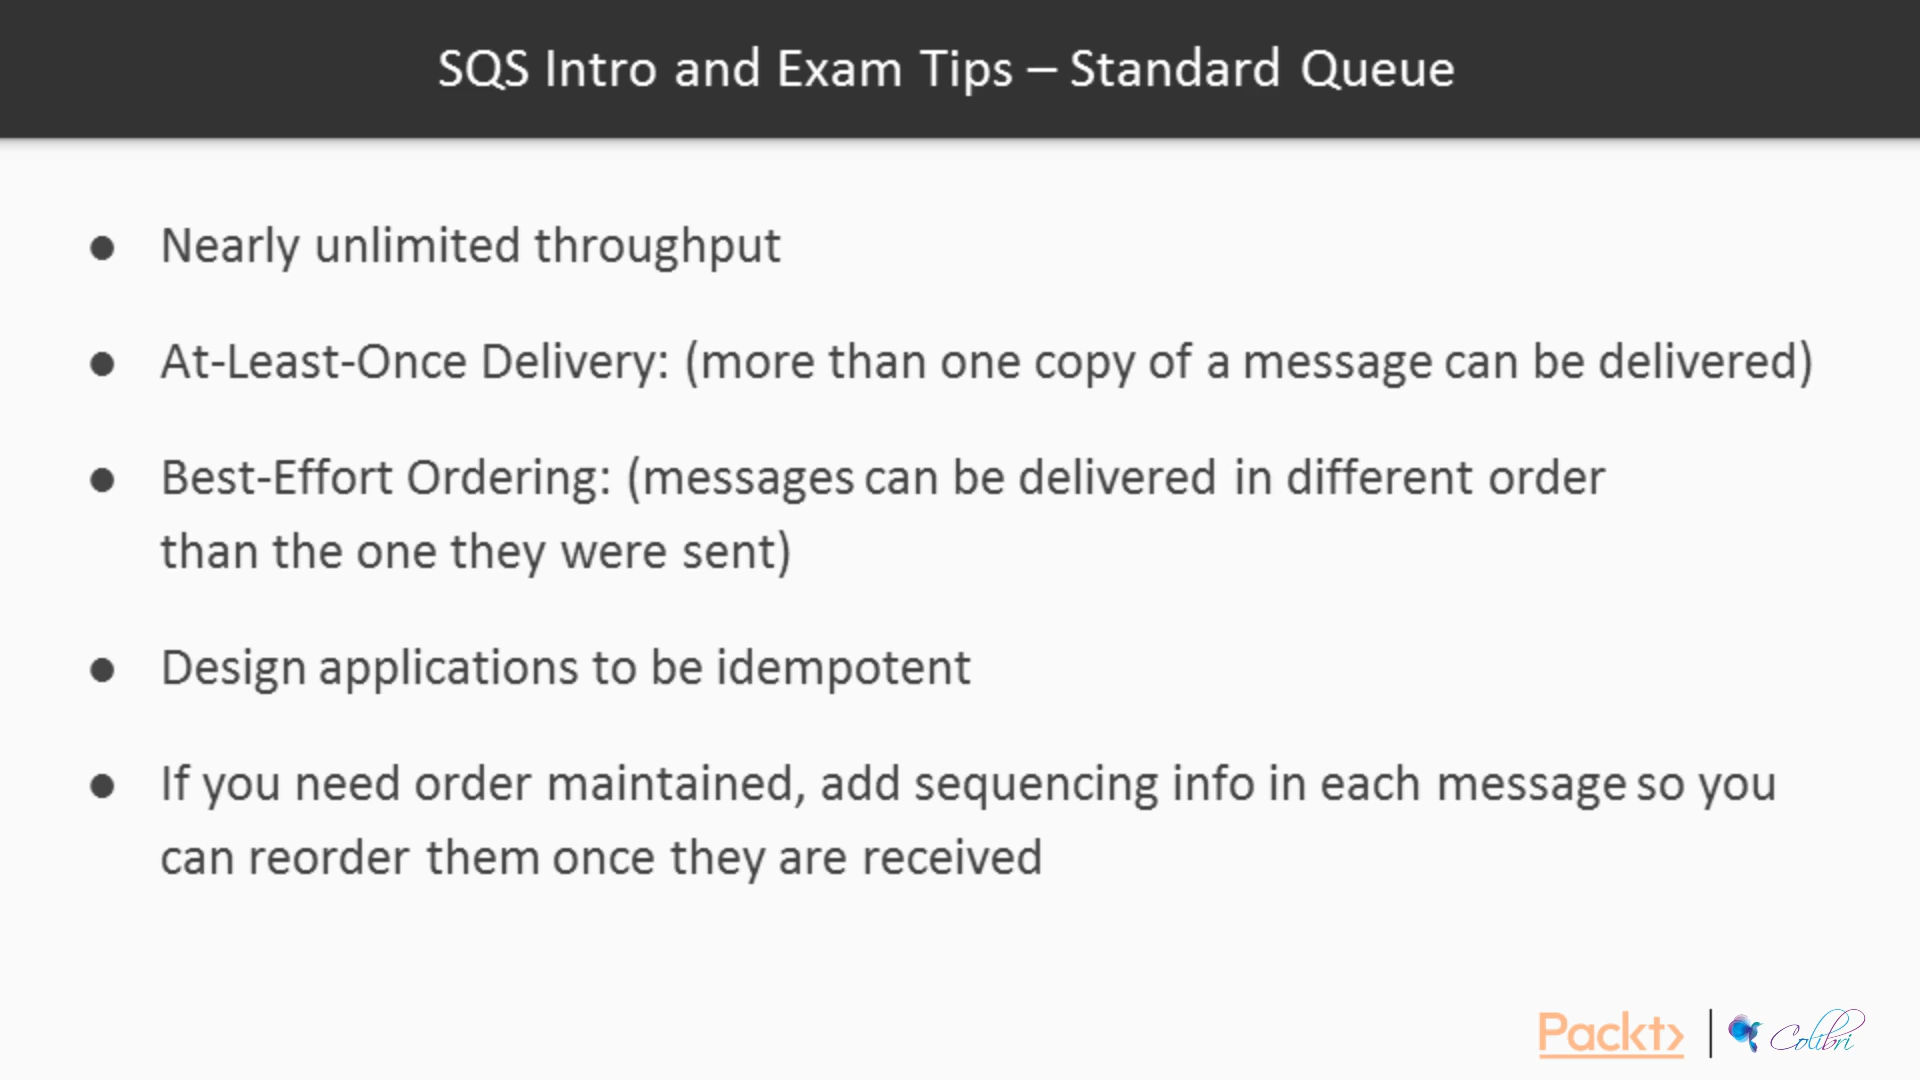 SQS Intro and Exam Tips – Standard Queue
● Nearly unlimited throughput
● At-Least-Once Delivery: (more than one copy of a message can be delivered)
● Best-Effort Ordering: (messages can be delivered in different order
than the one they were sent)
● Design applications to be idempotent
● If you need order maintained, add sequencing info in each message so you
can reorder them once they are received
Packt> | Colibri